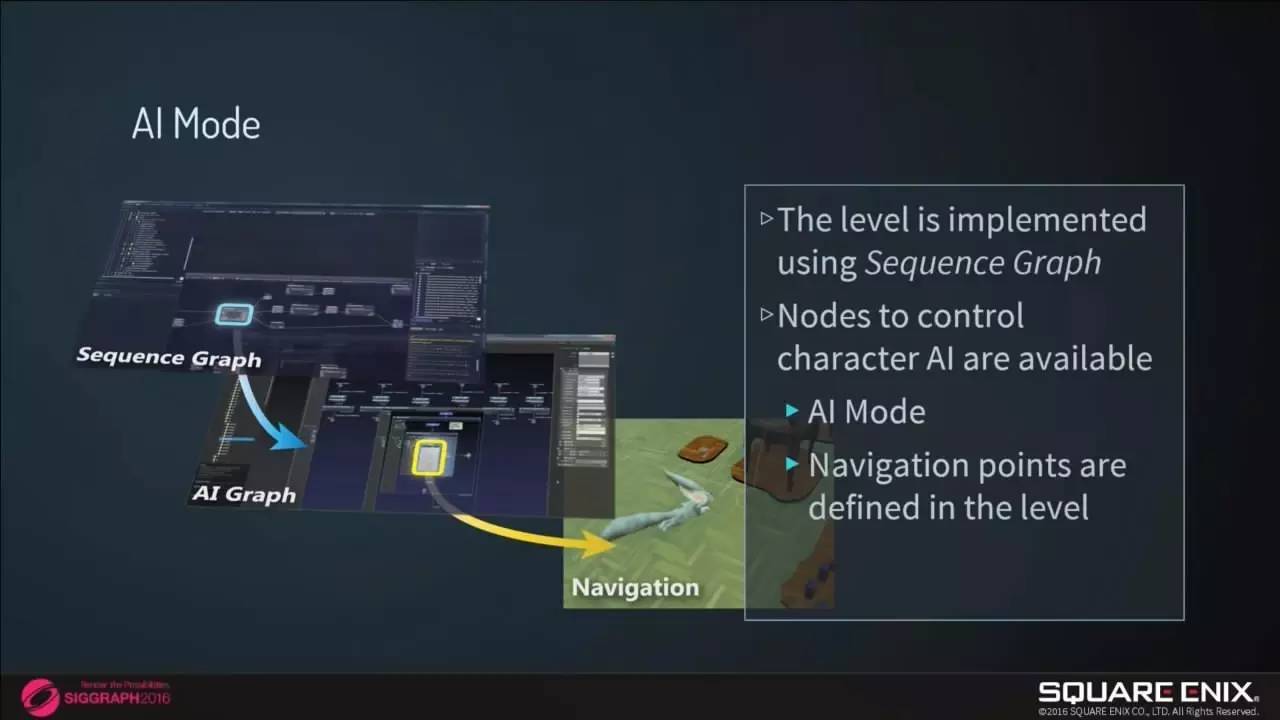 AI Mode
The level is implemented
using Sequence Graph
Nodes to control
character AI are available
AI Mode
Navigation points are
defined in the level
Sequence Graph
AI Graph
Navigation
Render the Possibilities
SIGGRAPH2016
SQUARE ENIX
©2016 SQUARE ENIX CO., LTD. All Rights Reserved.